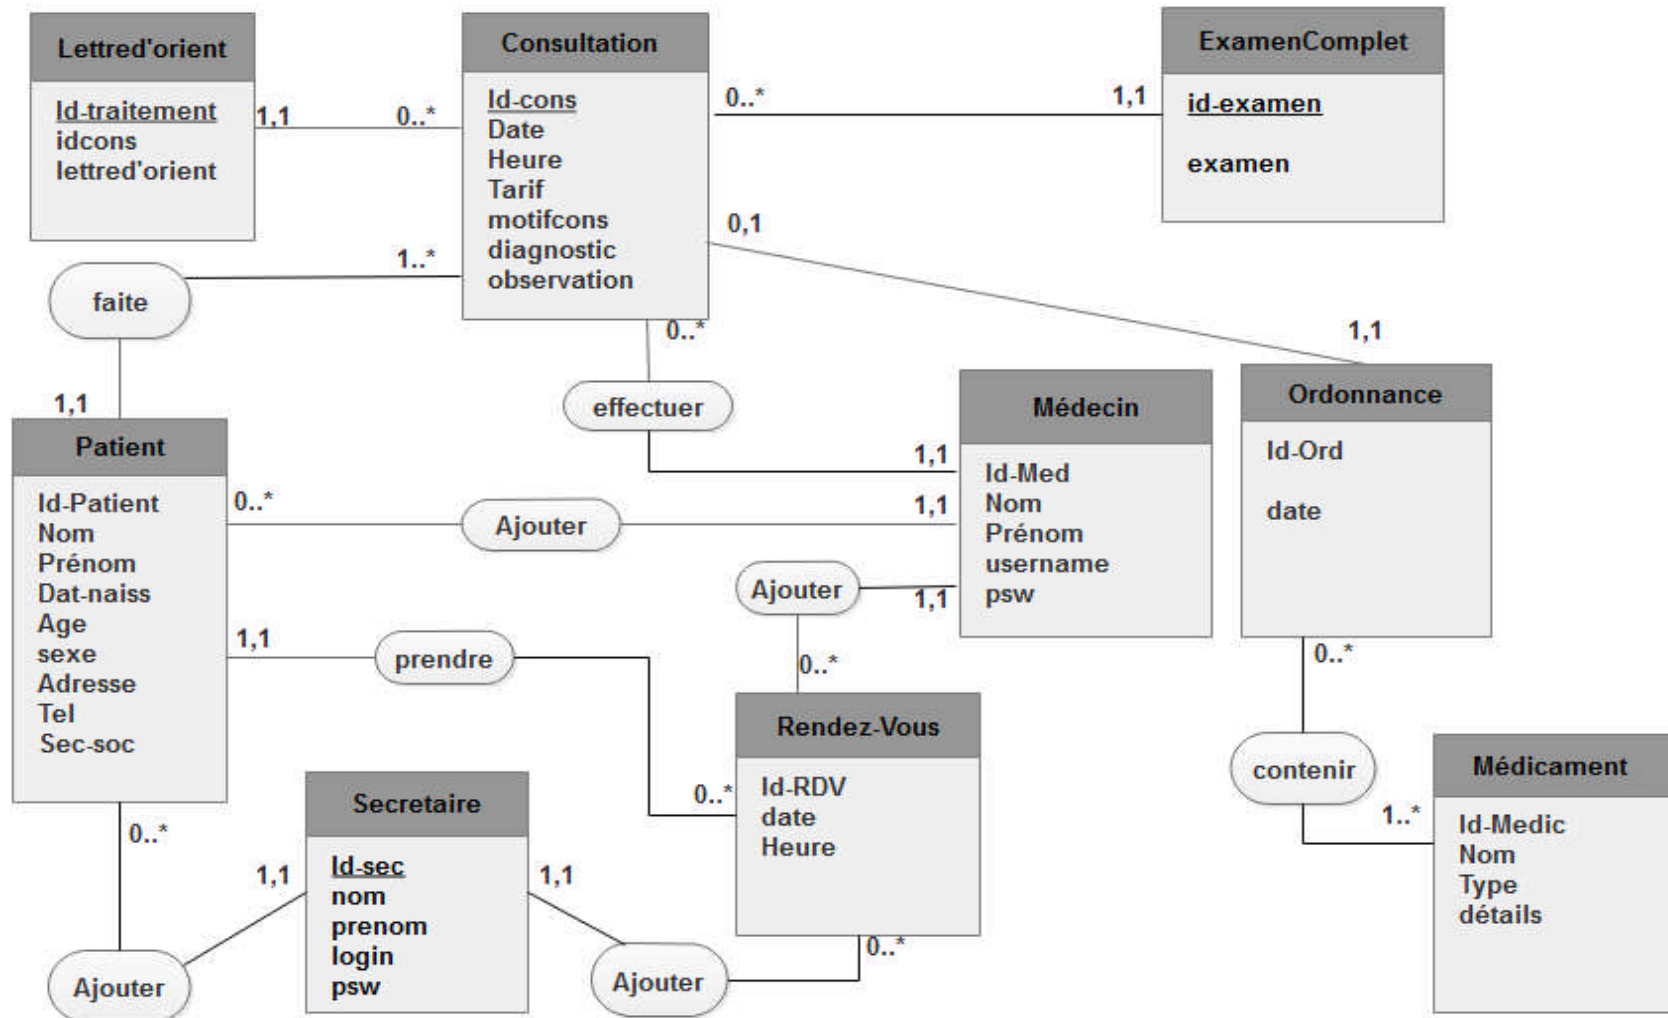 Lettred'orient
Id-traitement
idcons
lettred'orient
1,1
0..*
Consultation
Id-cons
Date
Heure
Tarif
motifcons
diagnostic
observation
0..*
1,1
ExamenComplet
id-examen
examen
0,1
1,1
1..*
faite
1,1
0..*
effectuer
1,1
Patient
Id-Patient
Nom
Prénom
Dat-naiss
Age
sexe
Adresse
Tel
Sec-soc
0..*
Ajouter
1,1
Médecin
Id-Med
Nom
Prénom
username
psw
Ordonnance
Id-Ord
date
Ajouter
1,1
0..*
1,1
prendre
0..*
Rendez-Vous
Id-RDV
date
Heure
0..*
contenir
1..*
Médicament
Id-Medic
Nom
Type
détails
0..*
Ajouter
1,1
Secretaire
Id-sec
nom
prenom
login
psw
1,1
Ajouter
0..*